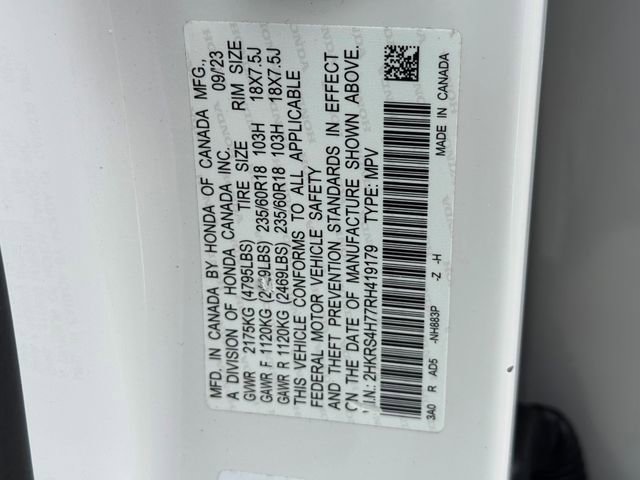 MFD. IN CANADA BY HONDA OF CANADA MFG.,
A DIVISION OF HONDA CANADA INC. 09/'23
TIRE SIZE RIM SIZE
GVWR 2175KG (4795LBS)
GAWR F 1120KG 235/60R18 103H 18X7.5J
GAWR R 1120KG (2469LBS) 235/60R18 103H 18X7.5J
THIS VEHICLE CONFORMS TO ALL APPLICABLE
FEDERAL MOTOR VEHICLE SAFETY
AND THEFT PREVENTION STANDARDS IN EFFECT
ON THE DATE OF MANUFACTURE SHOWN ABOVE.
V.I.N.: 2HKRS4H77RH419179 TYPE: MPV
3A0 R AD5 -NH883P -Z -H MADE IN CANADA